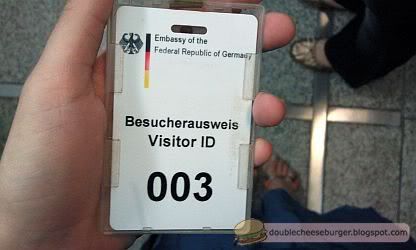 Embassy of the
Federal Republic of Germany
Besucherausweis
Visitor ID
003
doublecheeseburger.blogspot.com